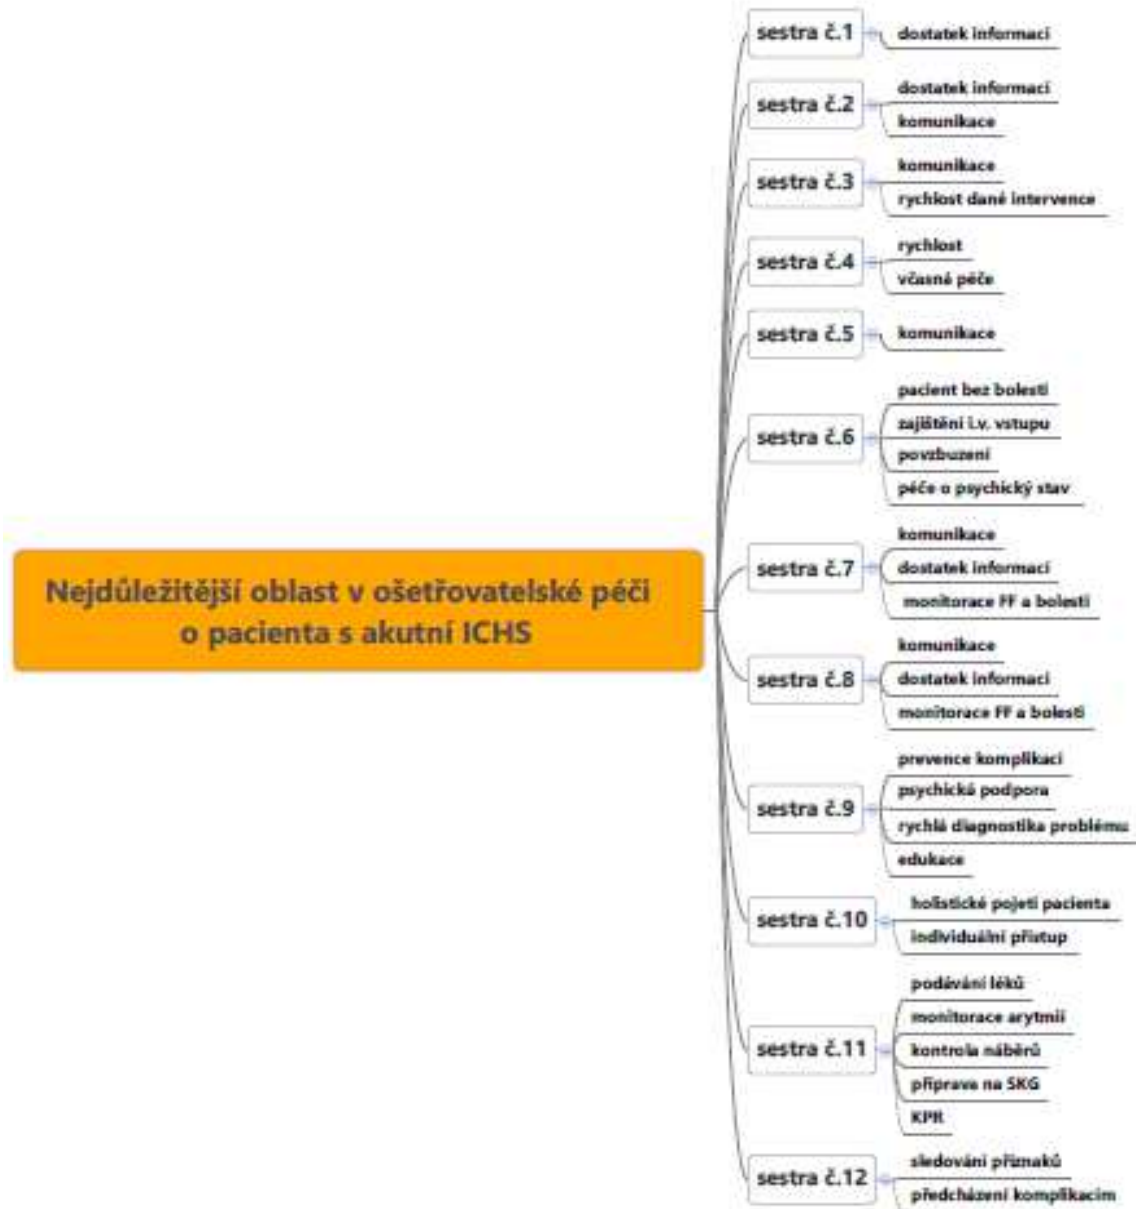 Nejdůležitější oblast v ošetřovatelské péči
o pacienta s akutní ICHS
sestra č.1
dostatek informací
sestra č.2
dostatek informací
komunikace
sestra č.3
komunikace
rychlost dané intervence
sestra č.4
rychlost
včasná péče
sestra č.5
komunikace
sestra č.6
pacient bez bolesti
zajištění i.v. vstupu
povzbuzení
péče o psychický stav
sestra č.7
komunikace
dostatek informací
monitorace FF a bolesti
sestra č.8
komunikace
dostatek informací
monitorace FF a bolesti
sestra č.9
prevence komplikací
psychická podpora
rychlá diagnostika problému
edukace
sestra č.10
holistické pojetí pacienta
individuální přístup
sestra č.11
podávání léků
monitorace arytmií
kontrola náběrů
příprava na SKG
KPR
sestra č.12
sledování příznaků
předcházení komplikacím